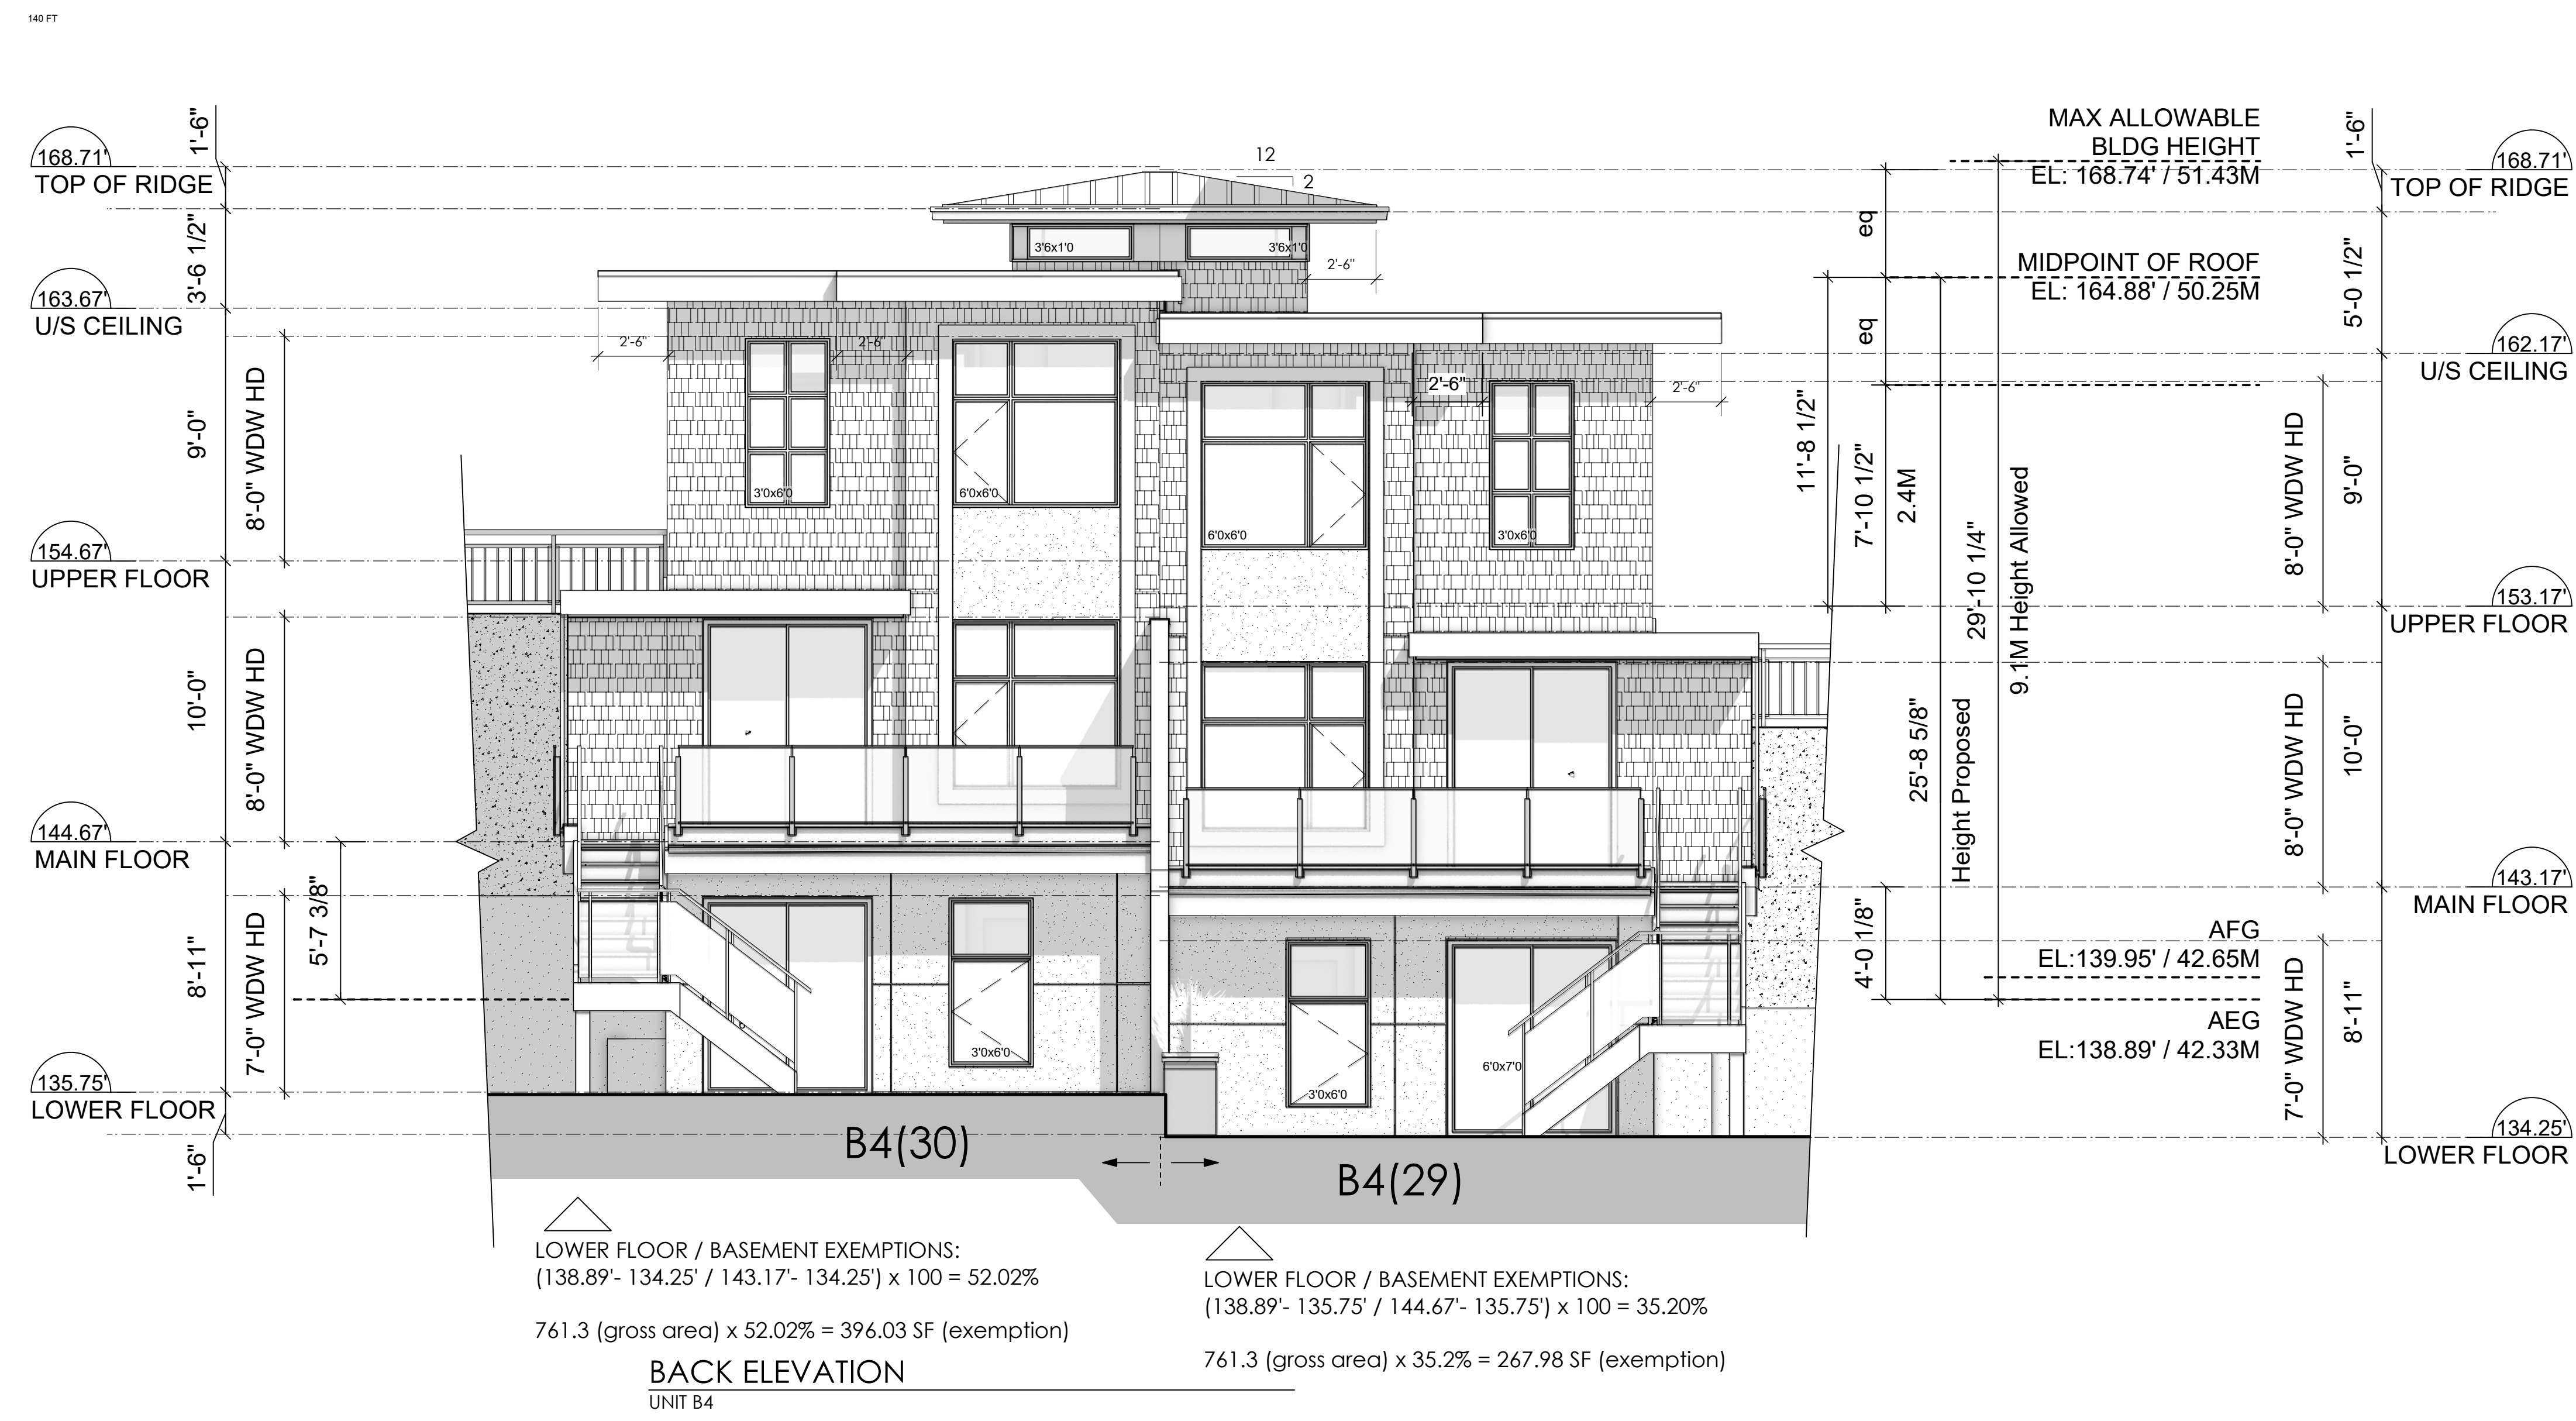 140 FT
1'-6"
168.71'
TOP OF RIDGE
3'-6 1/2"
163.67'
U/S CEILING
9'-0"
8'-0" WDW HD
154.67'
UPPER FLOOR
10'-0"
8'-0" WDW HD
144.67'
MAIN FLOOR
5'-7 3/8"
8'-11"
7'-0" WDW HD
135.75'
LOWER FLOOR
1'-6"
12
2
3'6x1'0
3'6x1'0
2'-6"
2'-6"
2'-6"
2'-6"
2'-6"
3'0x6'0
6'0x6'0
6'0x6'0
3'0x6'0
3'0x6'0
3'0x6'0
6'0x7'0
B4(30)
B4(29)
MAX ALLOWABLE
BLDG HEIGHT
EL: 168.74' / 51.43M
eq
MIDPOINT OF ROOF
EL: 164.88' / 50.25M
eq
11'-8 1/2"
7'-10 1/2"
2.4M
29'-10 1/4"
9.1M Height Allowed
25'-8 5/8"
Height Proposed
4'-0 1/8"
AFG
EL:139.95' / 42.65M
AEG
EL:138.89' / 42.33M
1'-6"
168.71'
TOP OF RIDGE
5'-0 1/2"
162.17'
U/S CEILING
8'-0" WDW HD
9'-0"
153.17'
UPPER FLOOR
8'-0" WDW HD
10'-0"
143.17'
MAIN FLOOR
7'-0" WDW HD
8'-11"
134.25'
LOWER FLOOR
LOWER FLOOR / BASEMENT EXEMPTIONS:
(138.89'- 134.25' / 143.17'- 134.25') x 100 = 52.02%
761.3 (gross area) x 52.02% = 396.03 SF (exemption)
LOWER FLOOR / BASEMENT EXEMPTIONS:
(138.89'- 135.75' / 144.67'- 135.75') x 100 = 35.20%
761.3 (gross area) x 35.2% = 267.98 SF (exemption)
BACK ELEVATION
UNIT B4